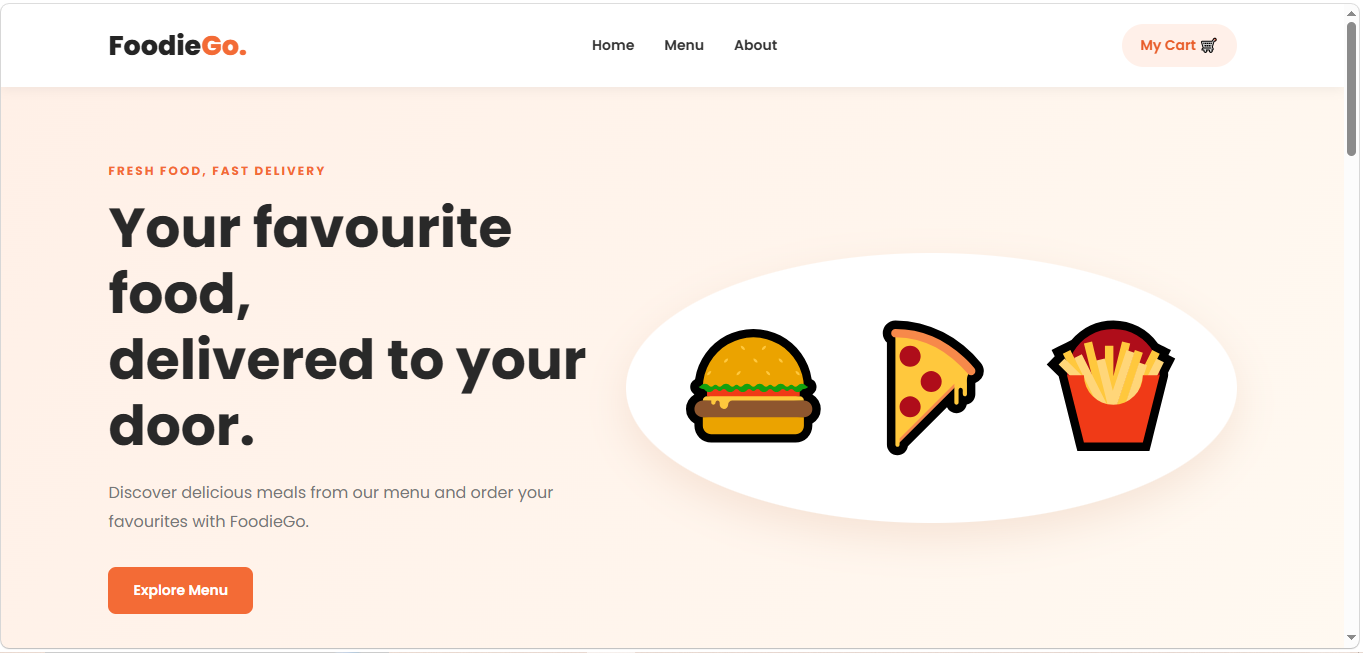 FoodieGo.
Home
Menu
About
My Cart
FRESH FOOD, FAST DELIVERY
Your favourite
food,
delivered to your
door.
Discover delicious meals from our menu and order your
favourites with FoodieGo.
Explore Menu